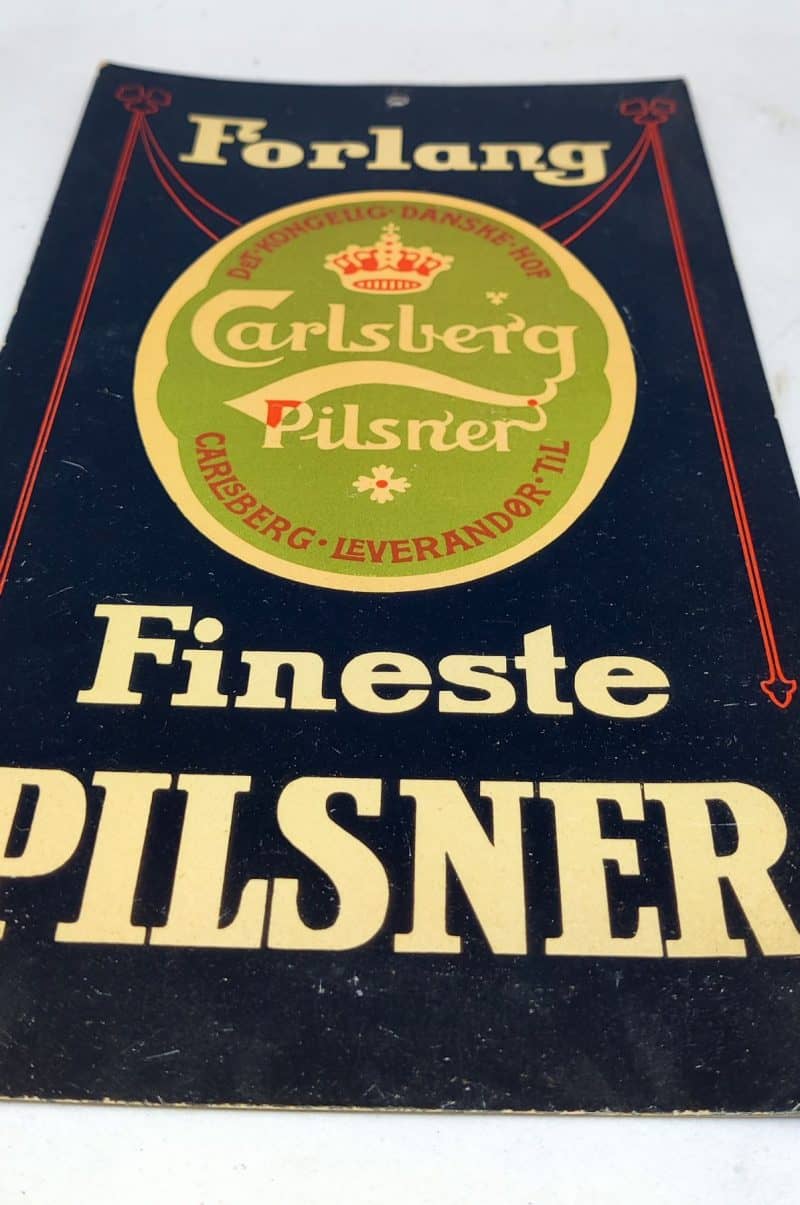 Forlang
DET · KONGELIG · DANSKE · HOF
Carlsberg
Pilsner
CARLSBERG · LEVERANDØR · TIL
Fineste
PILSNER